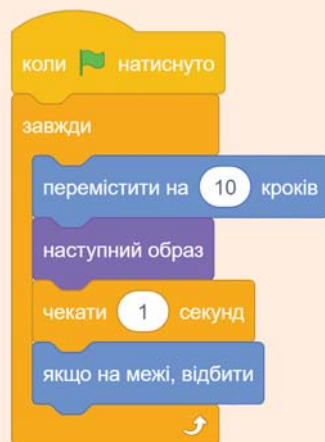 коли натиснуто
завжди
перемістити на 10 кроків
наступний образ
чекати 1 секунд
якщо на межі, відбити